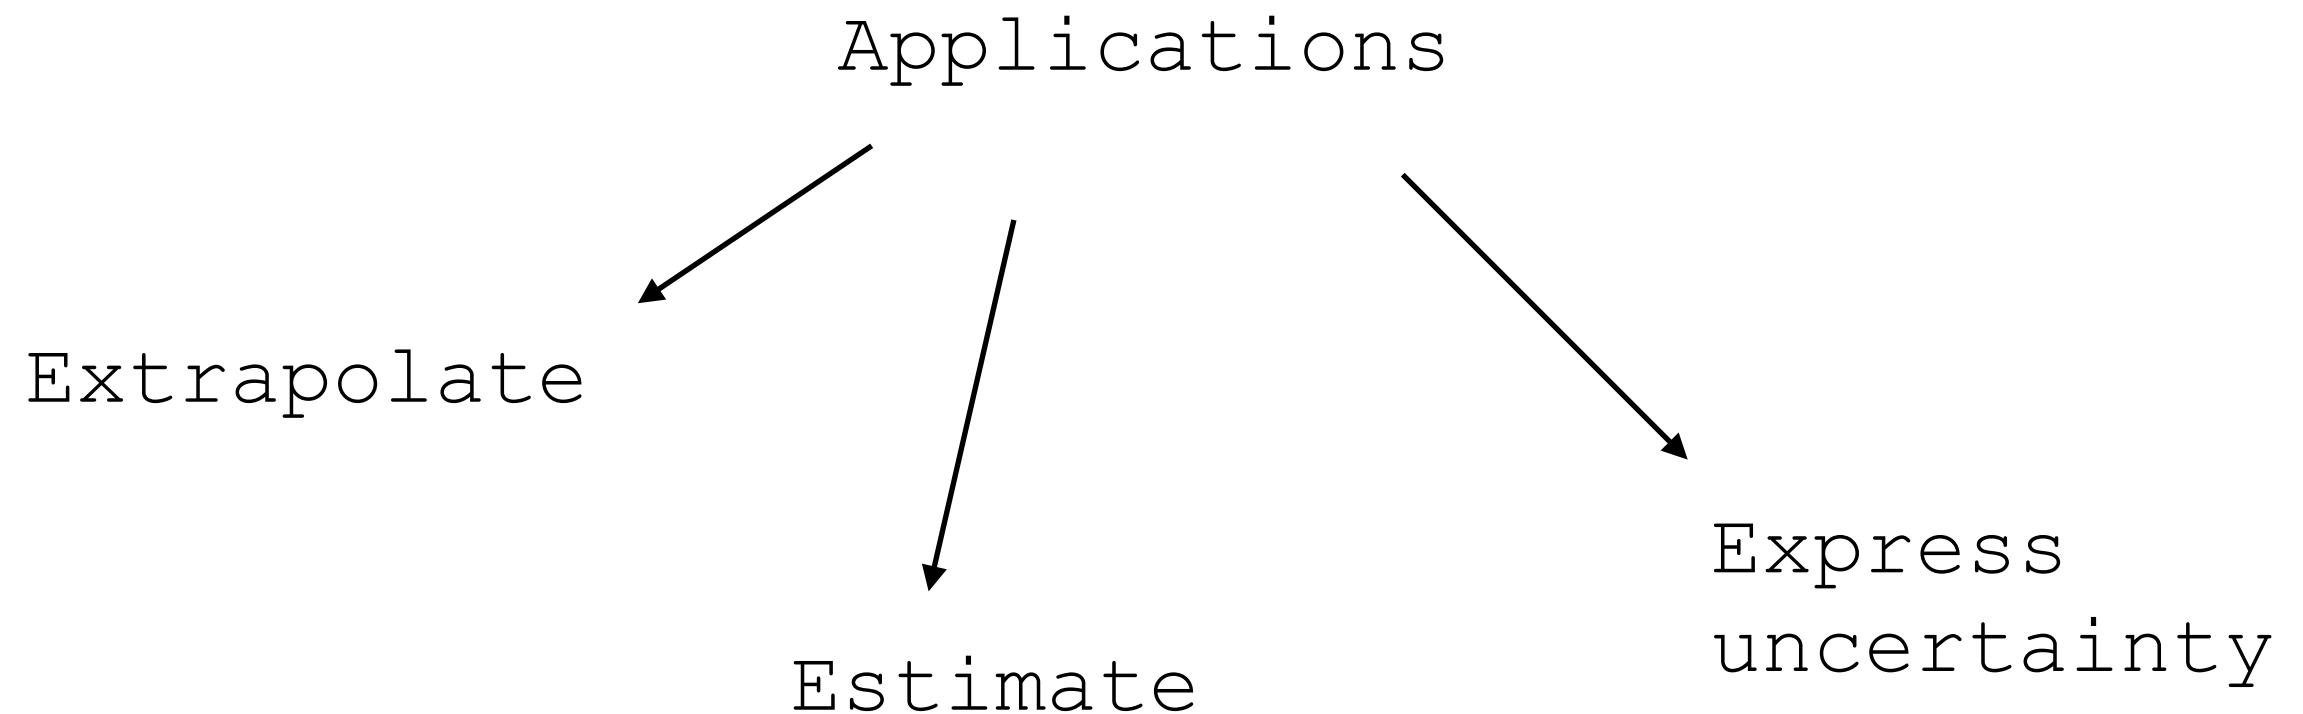 Applications
Extrapolate
Estimate
Express
uncertainty